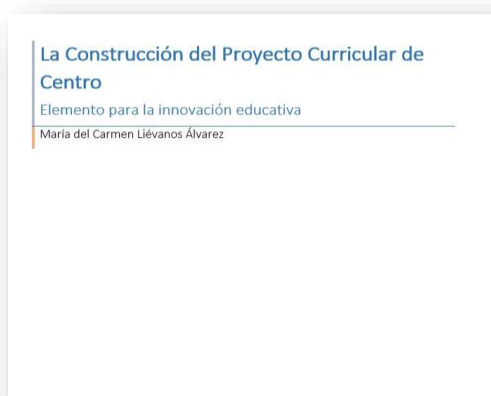 La Construcción del Proyecto Curricular de
Centro
Elemento para la innovación educativa
María del Carmen Liévanos Álvarez